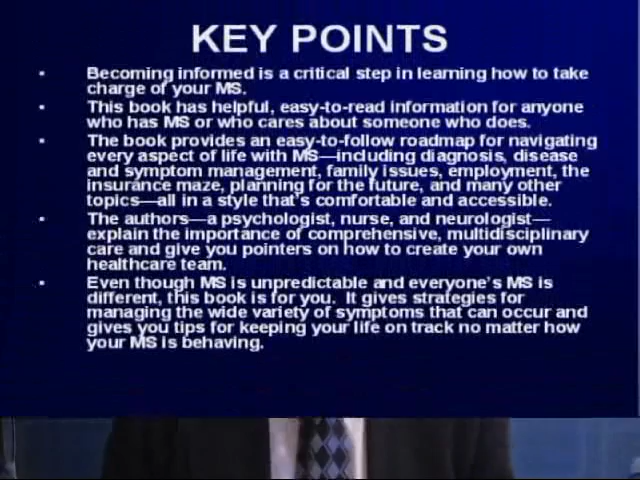 KEY POINTS
▪ Becoming informed is a critical step in learning how to take
charge of your MS.
▪ This book has helpful, easy-to-read information for anyone
who has MS or who cares about someone who does.
▪ The book provides an easy-to-follow roadmap for navigating
every aspect of life with MS—including diagnosis, disease
and symptom management, family issues, employment, the
insurance maze, planning for the future, and many other
topics—all in a style that's comfortable and accessible.
▪ The authors—a psychologist, nurse, and neurologist—
explain the importance of comprehensive, multidisciplinary
care and give you pointers on how to create your own
healthcare team.
▪ Even though MS is unpredictable and everyone's MS is
different, this book is for you.  It gives strategies for
managing the wide variety of symptoms that can occur and
gives you tips for keeping your life on track no matter how
your MS is behaving.